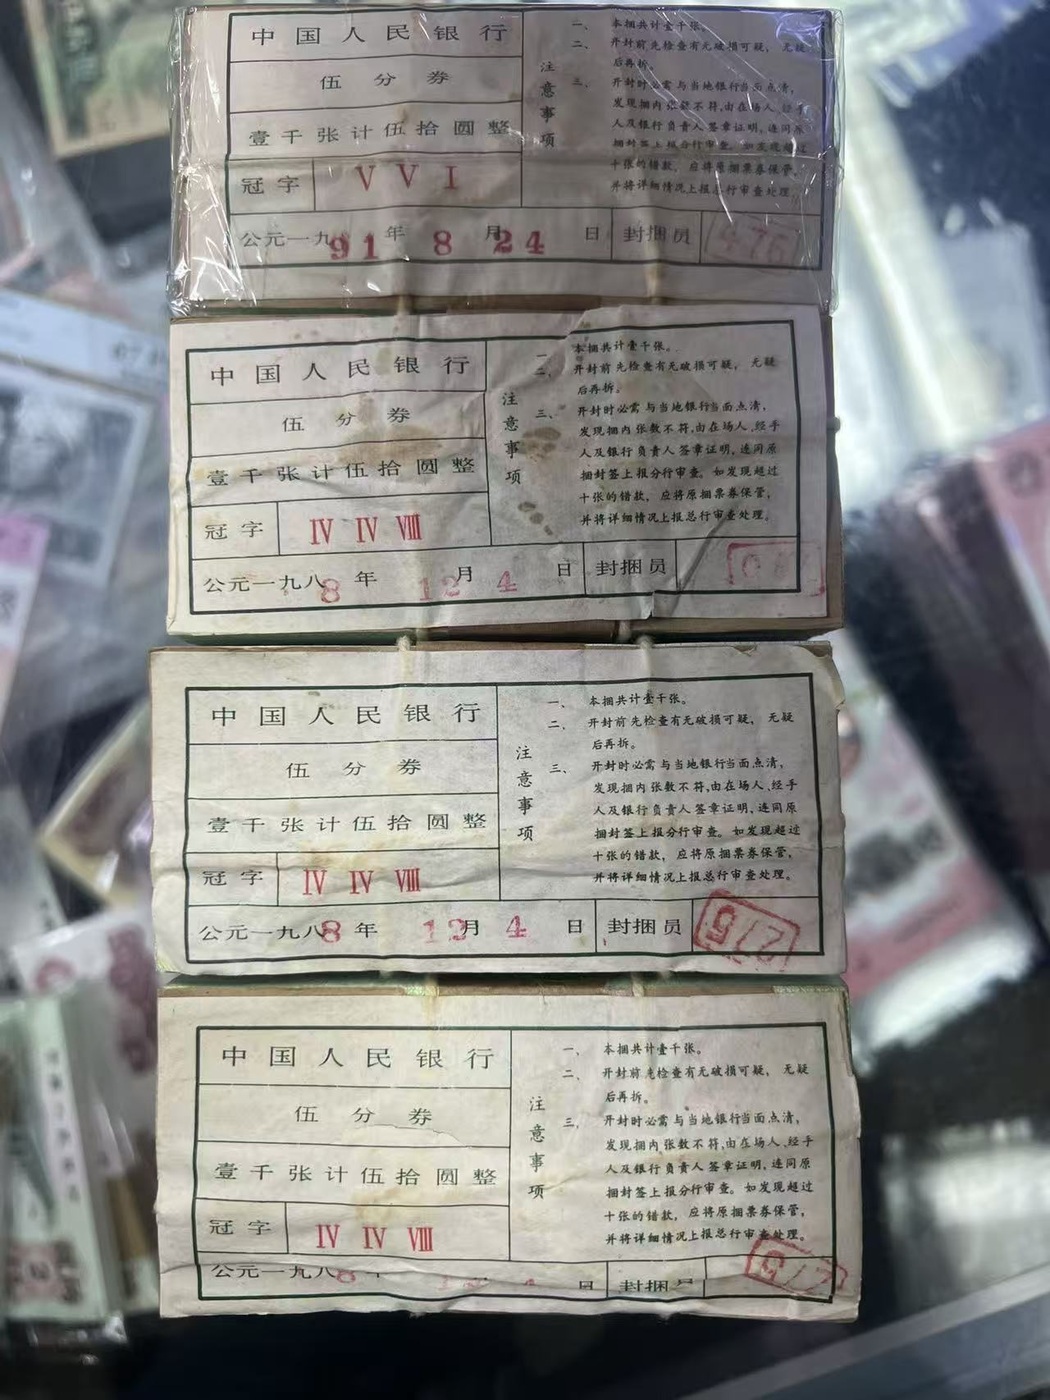 中国人民银行
伍分券
壹千张计伍拾圆整
冠字 V V I
公元一九91年8月24日 封捆员 476
注意事项
一、本捆共计壹千张。
二、开封前先检查有无破损可疑，无疑
后再拆。
三、开封时必需与当地银行当面点清，
发现捆内张数不符,由在场人、经手
人及银行负责人签章证明,连同原
捆封签上报分行审查。如发现超过
十张的错款，应将原捆票券保管，
并将详细情况上报总行审查处理。
中国人民银行
伍分券
壹千张计伍拾圆整
冠字 IV IV VIII
公元一九八8年12月4日 封捆员
注意事项
一、本捆共计壹千张。
二、开封前先检查有无破损可疑，无疑
后再拆。
三、开封时必需与当地银行当面点清，
发现捆内张数不符,由在场人、经手
人及银行负责人签章证明,连同原
捆封签上报分行审查。如发现超过
十张的错款，应将原捆票券保管，
并将详细情况上报总行审查处理。
中国人民银行
伍分券
壹千张计伍拾圆整
冠字 IV IV VIII
公元一九八8年12月4日 封捆员 215
注意事项
一、本捆共计壹千张。
二、开封前先检查有无破损可疑，无疑
后再拆。
三、开封时必需与当地银行当面点清，
发现捆内张数不符,由在场人、经手
人及银行负责人签章证明,连同原
捆封签上报分行审查。如发现超过
十张的错款，应将原捆票券保管，
并将详细情况上报总行审查处理。
中国人民银行
伍分券
壹千张计伍拾圆整
冠字 IV IV VIII
公元一九八8年 日 封捆员 215
注意事项
一、本捆共计壹千张。
二、开封前先检查有无破损可疑，无疑
后再拆。
三、开封时必需与当地银行当面点清，
发现捆内张数不符,由在场人、经手
人及银行负责人签章证明,连同原
捆封签上报分行审查。如发现超过
十张的错款，应将原捆票券保管，
并将详细情况上报总行审查处理。